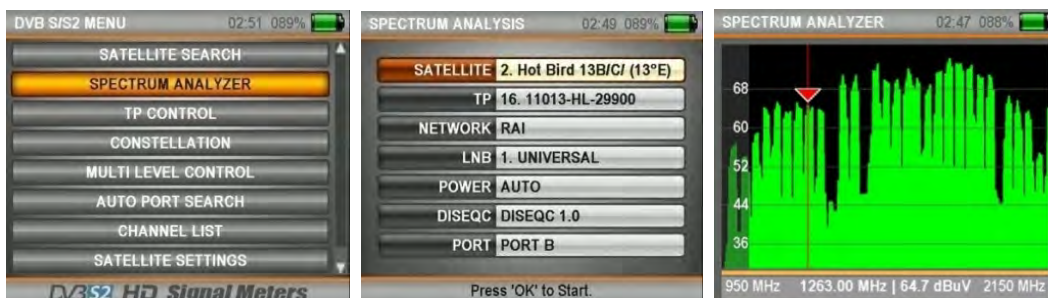 DVB S/S2 MENU 02:51 089%
SATELLITE SEARCH
SPECTRUM ANALYZER
TP CONTROL
CONSTELLATION
MULTI LEVEL CONTROL
AUTO PORT SEARCH
CHANNEL LIST
SATELLITE SETTINGS
DVBS2 HD Signal Meters
SPECTRUM ANALYSIS 02:49 089%
SATELLITE 2. Hot Bird 13B/C/ (13°E)
TP 16. 11013-HL-29900
NETWORK RAI
LNB 1. UNIVERSAL
POWER AUTO
DISEQC DISEQC 1.0
PORT PORT B
Press 'OK' to Start.
SPECTRUM ANALYZER 02:47 088%
68
60
52
44
36
950 MHz 1263.00 MHz | 64.7 dBuV 2150 MHz